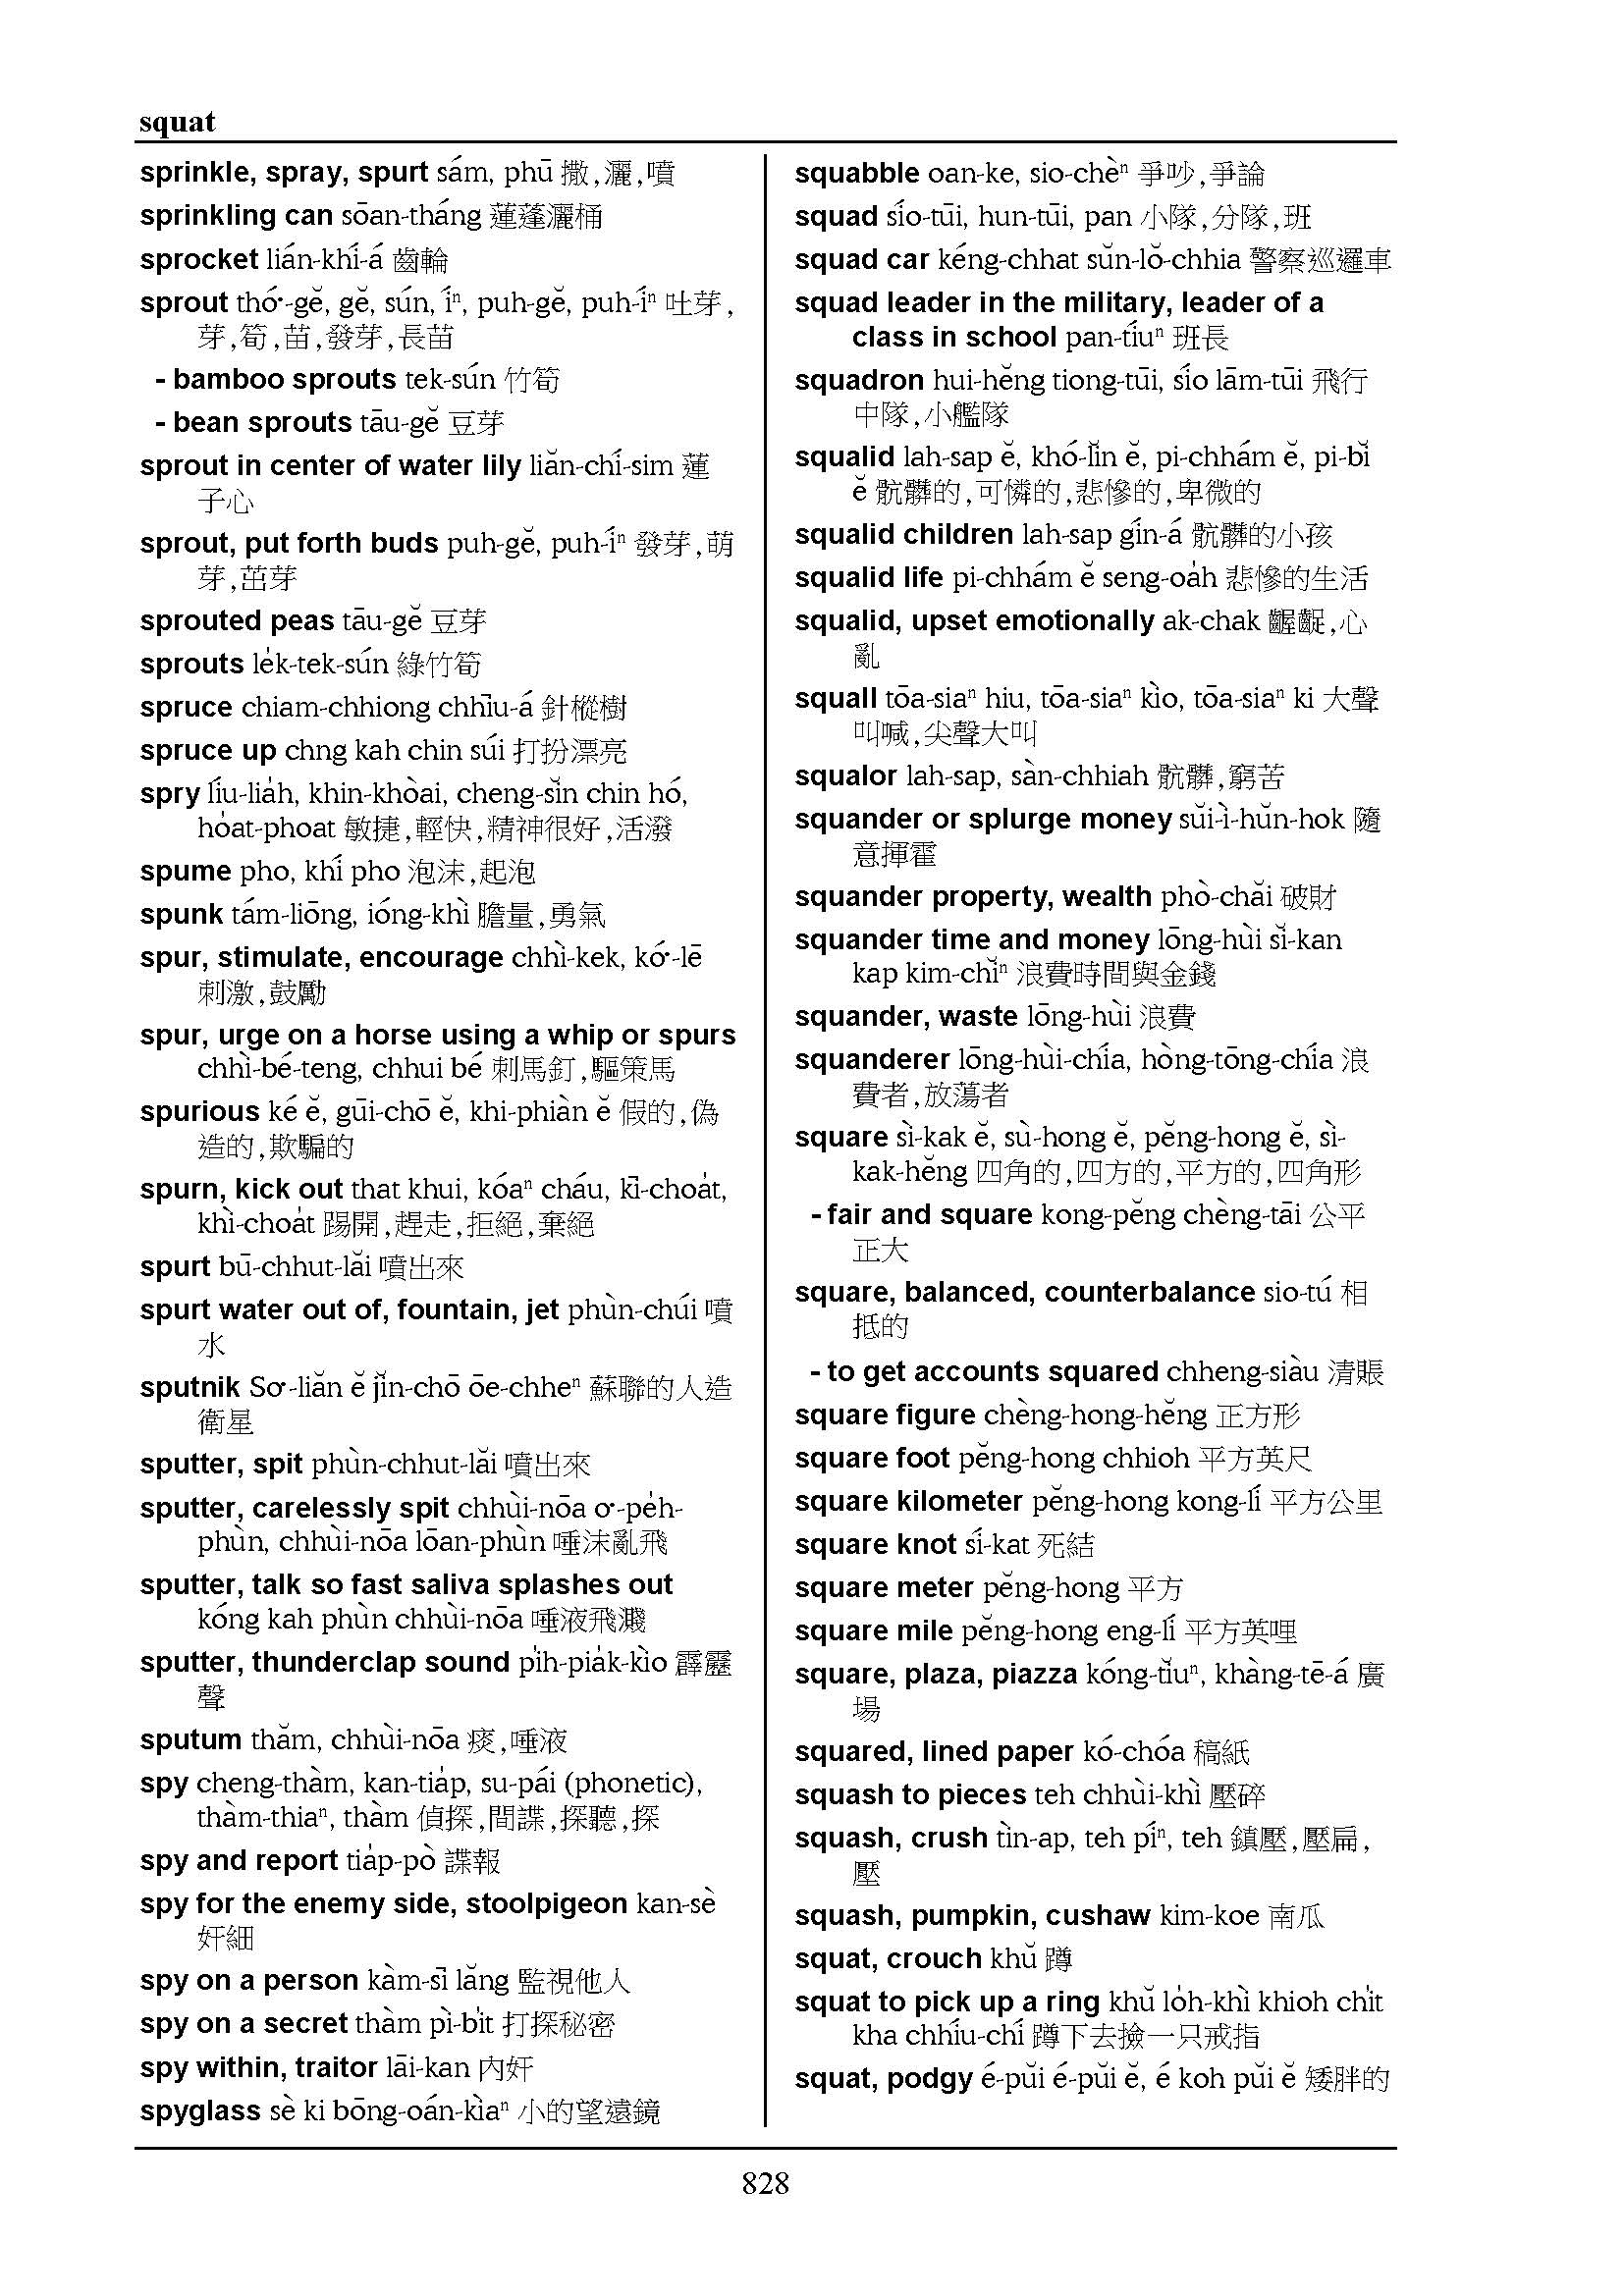 squat
sprinkle, spray, spurt sám, phū 撒,灑,噴
sprinkling can sōan-tháng 蓮蓬灑桶
sprocket lián-khí-á 齒輪
sprout thó͘-gĕ, gĕ, sún, íⁿ, puh-gĕ, puh-íⁿ 吐芽,
芽,筍,苗,發芽,長苗
- bamboo sprouts tek-sún 竹筍
- bean sprouts tāu-gĕ 豆芽
sprout in center of water lily liăn-chí-sim 蓮
子心
sprout, put forth buds puh-gĕ, puh-íⁿ 發芽,萌
芽,茁芽
sprouted peas tāu-gĕ 豆芽
sprouts le̍k-tek-sún 綠竹筍
spruce chiam-chhiong chhīu-á 針樅樹
spruce up chng kah chin súi 打扮漂亮
spry líu-lia̍h, khin-khòai, cheng-sĭn chin hó,
ho̍at-phoat 敏捷,輕快,精神很好,活潑
spume pho, khí pho 泡沫,起泡
spunk tám-liōng, ióng-khì 膽量,勇氣
spur, stimulate, encourage chhì-kek, kó͘-lē
刺激,鼓勵
spur, urge on a horse using a whip or spurs
chhì-bé-teng, chhui bé 刺馬釘,驅策馬
spurious ké ĕ, gūi-chō ĕ, khi-phiàn ĕ 假的,偽
造的,欺騙的
spurn, kick out that khui, kóaⁿ cháu, kī-choa̍t,
khì-choa̍t 踢開,趕走,拒絕,棄絕
spurt bū-chhut-lăi 噴出來
spurt water out of, fountain, jet phùn-chúi 噴
水
sputnik So͘-liăn ĕ jĭn-chō ōe-chheⁿ 蘇聯的人造
衛星
sputter, spit phùn-chhut-lăi 噴出來
sputter, carelessly spit chhùi-nōa o͘-pe̍h-
phùn, chhùi-nōa lōan-phùn 唾沫亂飛
sputter, talk so fast saliva splashes out
kóng kah phùn chhùi-nōa 唾液飛濺
sputter, thunderclap sound pi̍h-pia̍k-kìo 霹靂
聲
sputum thăm, chhùi-nōa 痰,唾液
spy cheng-thàm, kan-tia̍p, su-pái (phonetic),
thàm-thiaⁿ, thàm 偵探,間諜,探聽,探
spy and report tia̍p-pò 諜報
spy for the enemy side, stoolpigeon kan-sè
奸細
spy on a person kàm-sī lăng 監視他人
spy on a secret thàm pì-bi̍t 打探秘密
spy within, traitor lāi-kan 內奸
spyglass sè ki bōng-oán-kìaⁿ 小的望遠鏡
squabble oan-ke, sio-chèⁿ 爭吵,爭論
squad sío-tūi, hun-tūi, pan 小隊,分隊,班
squad car kéng-chhat sŭn-lŏ-chhia 警察巡邏車
squad leader in the military, leader of a
class in school pan-tíuⁿ 班長
squadron hui-hĕng tiong-tūi, sío lām-tūi 飛行
中隊,小艦隊
squalid lah-sap ĕ, khó-lĭn ĕ, pi-chhám ĕ, pi-bĭ
ĕ 骯髒的,可憐的,悲慘的,卑微的
squalid children lah-sap gín-á 骯髒的小孩
squalid life pi-chhám ĕ seng-oa̍h 悲慘的生活
squalid, upset emotionally ak-chak 齷齪,心
亂
squall tōa-siaⁿ hiu, tōa-siaⁿ kìo, tōa-siaⁿ ki 大聲
叫喊,尖聲大叫
squalor lah-sap, sàn-chhiah 骯髒,窮苦
squander or splurge money sŭi-ì-hŭn-hok 隨
意揮霍
squander property, wealth phò-chăi 破財
squander time and money lōng-hùi sĭ-kan
kap kim-chĭⁿ 浪費時間與金錢
squander, waste lōng-hùi 浪費
squanderer lōng-hùi-chía, hòng-tōng-chía 浪
費者,放蕩者
square sì-kak ĕ, sù-hong ĕ, pĕng-hong ĕ, sì-
kak-hĕng 四角的,四方的,平方的,四角形
- fair and square kong-pĕng chèng-tāi 公平
正大
square, balanced, counterbalance sio-tú 相
抵的
- to get accounts squared chheng-siàu 清賬
square figure chèng-hong-hĕng 正方形
square foot pĕng-hong chhioh 平方英尺
square kilometer pĕng-hong kong-lí 平方公里
square knot sí-kat 死結
square meter pĕng-hong 平方
square mile pĕng-hong eng-lí 平方英哩
square, plaza, piazza kóng-tĭuⁿ, khàng-tē-á 廣
場
squared, lined paper kó-chóa 稿紙
squash to pieces teh chhùi-khì 壓碎
squash, crush tìn-ap, teh píⁿ, teh 鎮壓,壓扁,
壓
squash, pumpkin, cushaw kim-koe 南瓜
squat, crouch khŭ 蹲
squat to pick up a ring khŭ lo̍h-khì khioh chi̍t
kha chhíu-chí 蹲下去撿一只戒指
squat, podgy é-pŭi é-pŭi ĕ, é koh pŭi ĕ 矮胖的
828